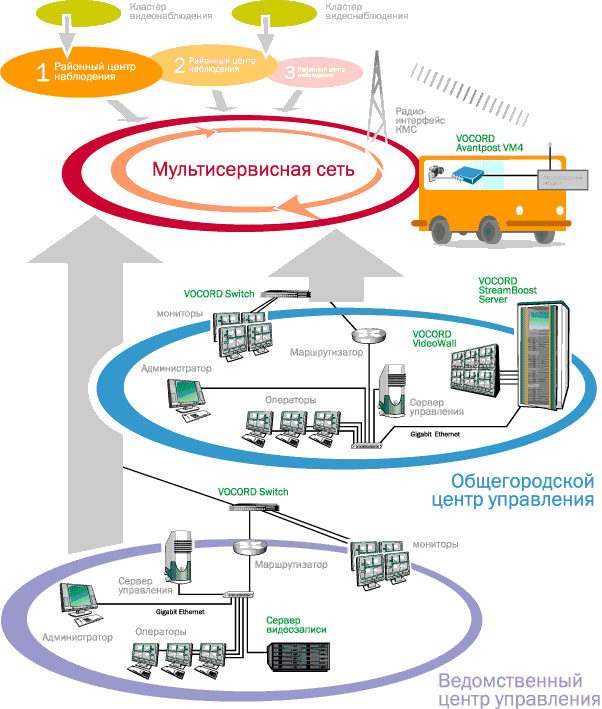 Кластер
видеонаблюдения
Кластер
видеонаблюдения
1 Районный центр
наблюдения
2 Районный центр
наблюдения
3 Районный центр
наблюдения
Радио-
интерфейс
КМС
VOCORD
Avantpost VM4
Мультисервисная сеть
VOCORD Switch
мониторы
VOCORD
StreamBoost
Server
VOCORD
VideoWall
Маршрутизатор
Администратор
Операторы
Сервер
управления
Gigabit Ethernet
Общегородской
центр управления
VOCORD Switch
мониторы
Маршрутизатор
Сервер
управления
Gigabit Ethernet
Администратор
Операторы
Сервер
видеозаписи
Ведомственный
центр управления